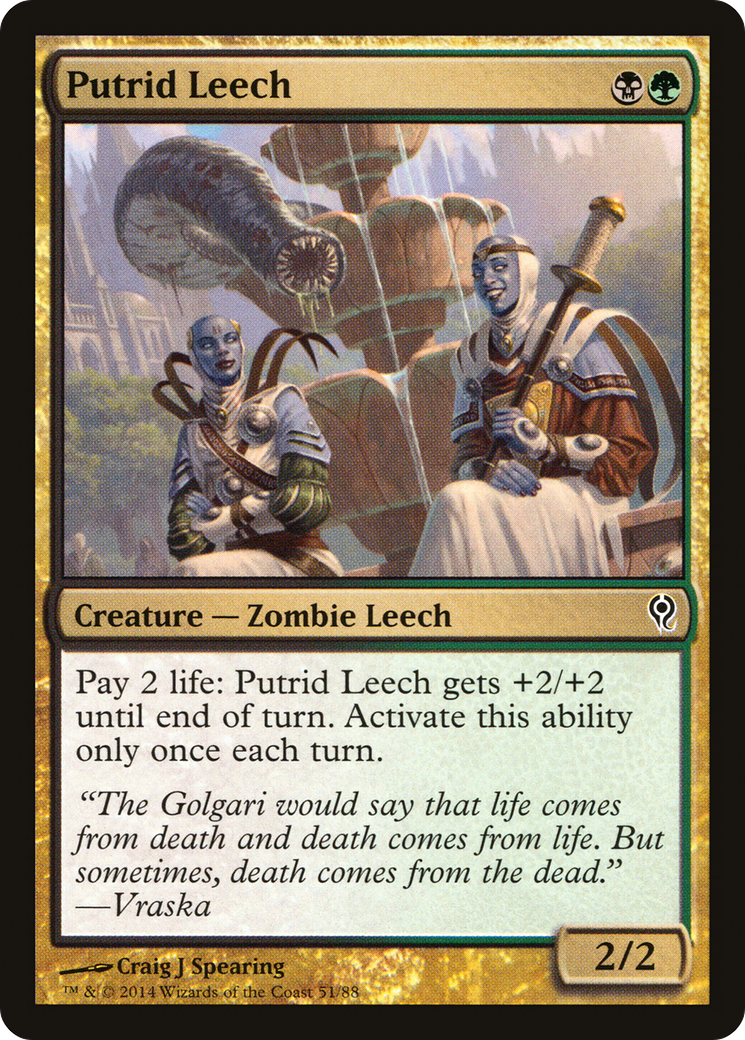 Putrid Leech
Creature — Zombie Leech
Pay 2 life: Putrid Leech gets +2/+2
until end of turn. Activate this ability
only once each turn.
“The Golgari would say that life comes
from death and death comes from life. But
sometimes, death comes from the dead.”
—Vraska
2/2
Craig J Spearing
™ & © 2014 Wizards of the Coast 51/88